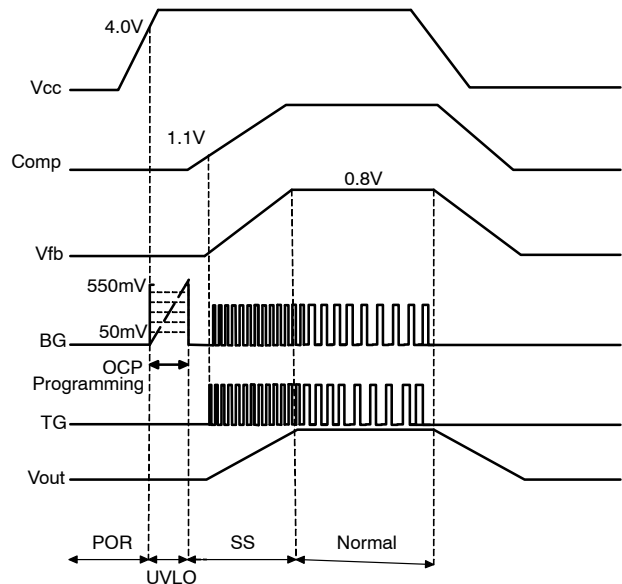 4.0V
Vcc
1.1V
Comp
0.8V
Vfb
550mV
50mV
BG
OCP
Programming
TG
Vout
POR
SS
Normal
UVLO